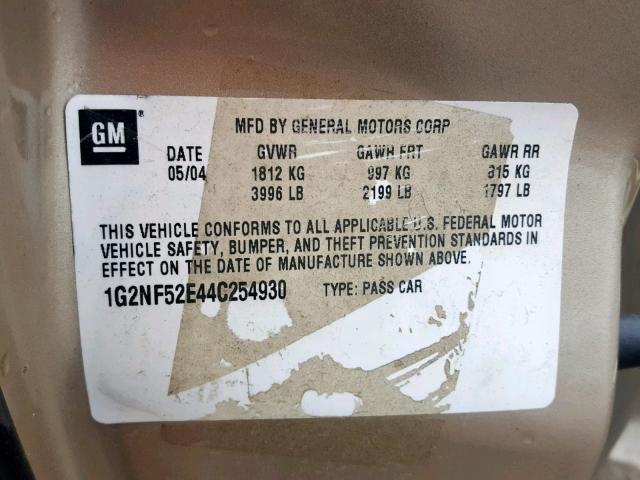 GM
MFD BY GENERAL MOTORS CORP
DATE GVWR GAWR FRT GAWR RR
05/04 1812 KG 997 KG 815 KG
3996 LB 2199 LB 1797 LB
THIS VEHICLE CONFORMS TO ALL APPLICABLE U.S. FEDERAL MOTOR
VEHICLE SAFETY, BUMPER, AND THEFT PREVENTION STANDARDS IN
EFFECT ON THE DATE OF MANUFACTURE SHOWN ABOVE.
1G2NF52E44C254930 TYPE: PASS CAR